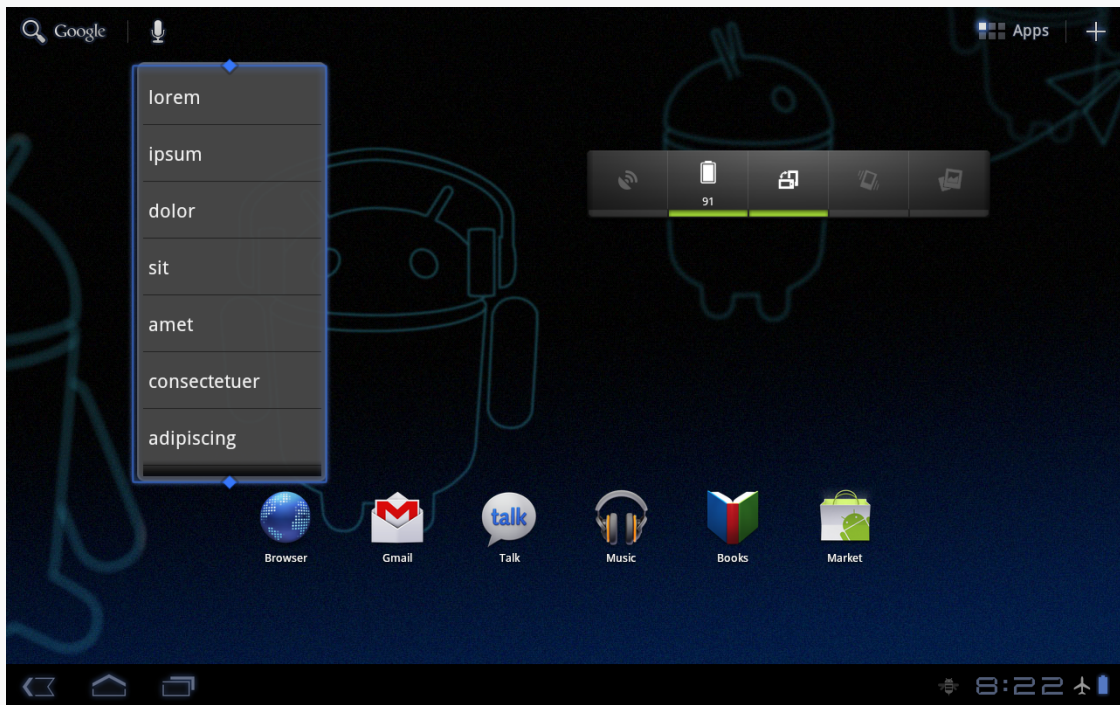 Google
Apps
lorem
ipsum
dolor
sit
amet
consectetuer
adipiscing
91
talk
Browser
Gmail
Talk
Music
Books
Market
8:22